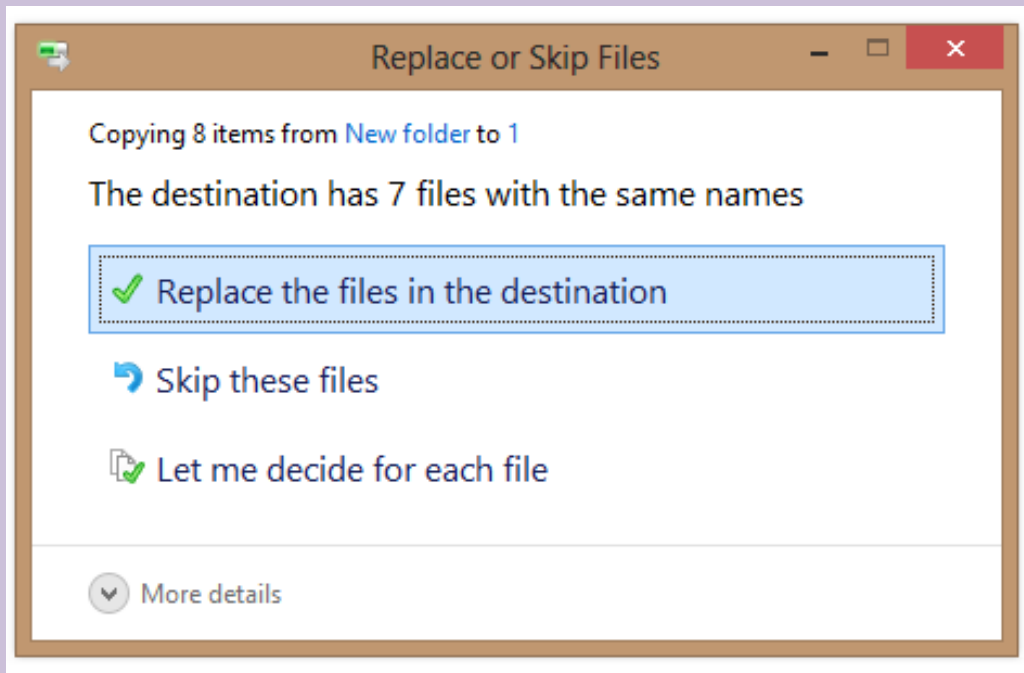 Replace or Skip Files
Copying 8 items from New folder to 1
The destination has 7 files with the same names
Replace the files in the destination
Skip these files
Let me decide for each file
More details